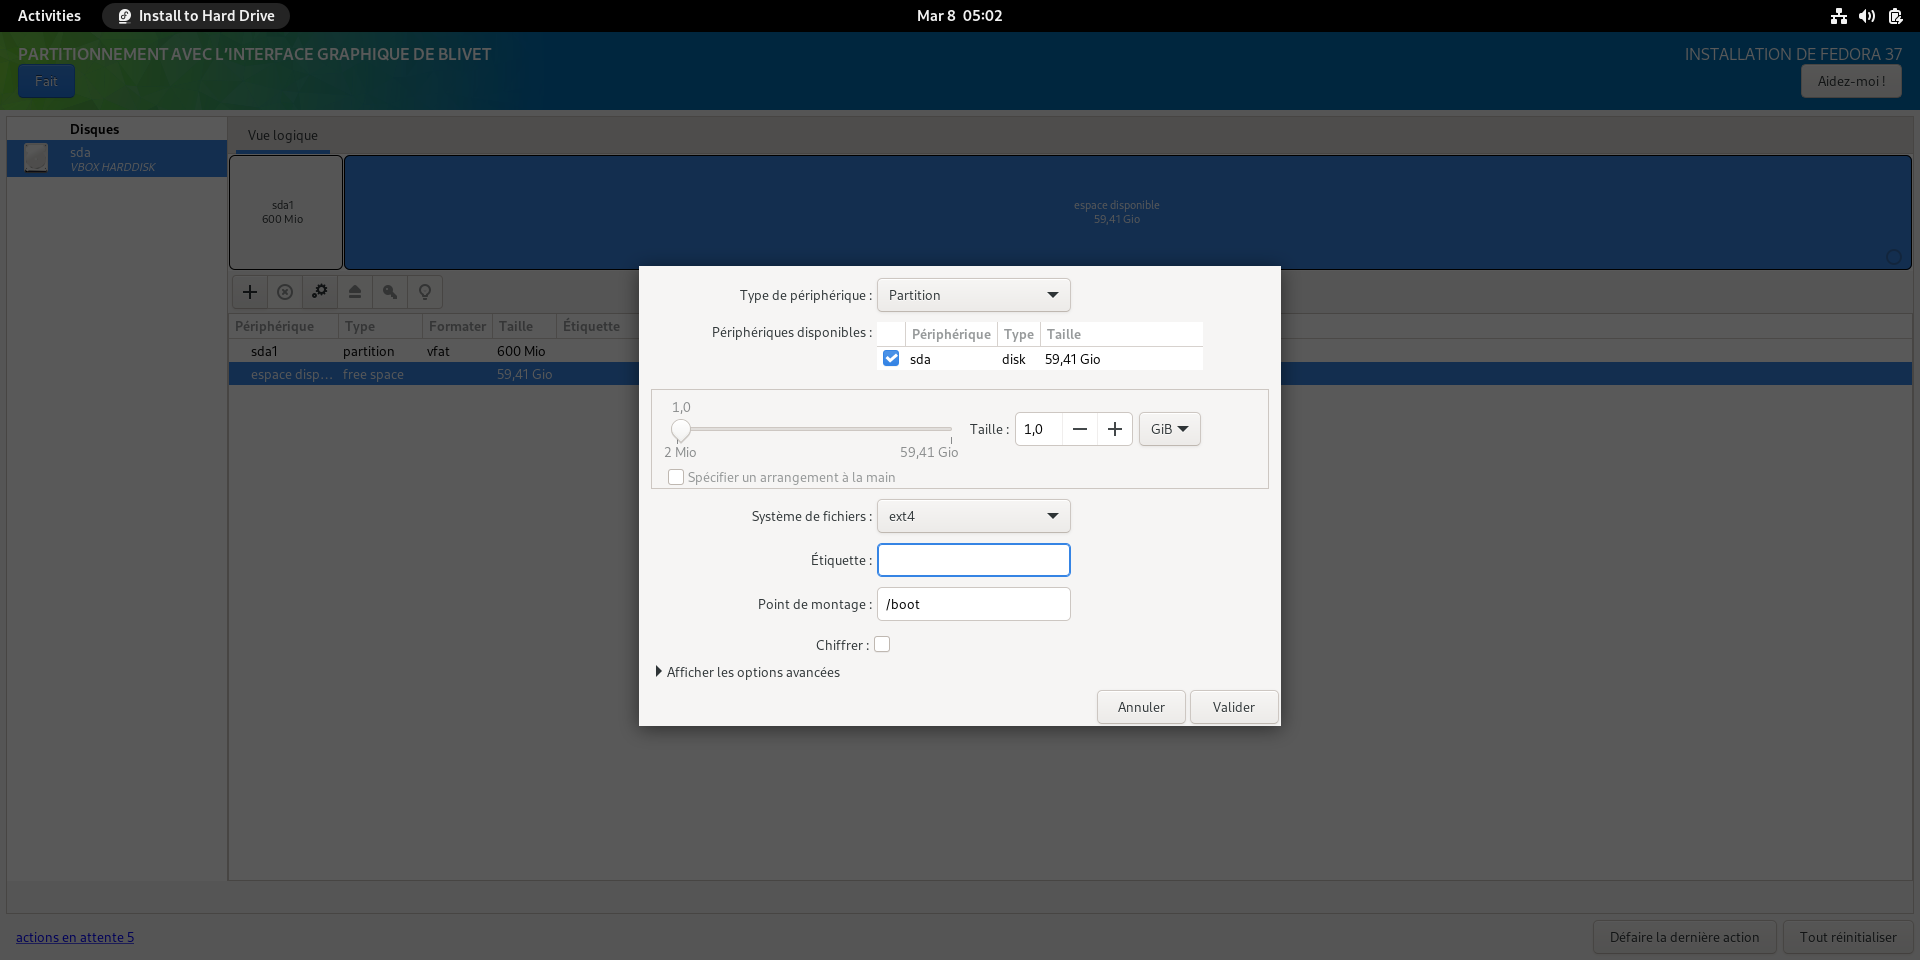 Activities
Install to Hard Drive
Mar 8 05:02
PARTITIONNEMENT AVEC L'INTERFACE GRAPHIQUE DE BLIVET
INSTALLATION DE FEDORA 37
Fait
Aidez-moi !
Disques
sda
VBOX HARDDISK
Vue logique
sda1
600 Mio
espace disponible
59,41 Gio
Périphérique Type Formater Taille Étiquette
sda1 partition vfat 600 Mio
espace disp... free space 59,41 Gio
Type de périphérique : Partition
Périphériques disponibles :
Périphérique Type Taille
sda disk 59,41 Gio
1,0
2 Mio
59,41 Gio
Taille : 1,0 GiB
Spécifier un arrangement à la main
Système de fichiers : ext4
Étiquette :
Point de montage : /boot
Chiffrer :
Afficher les options avancées
Annuler
Valider
actions en attente 5
Défaire la dernière action
Tout réinitialiser